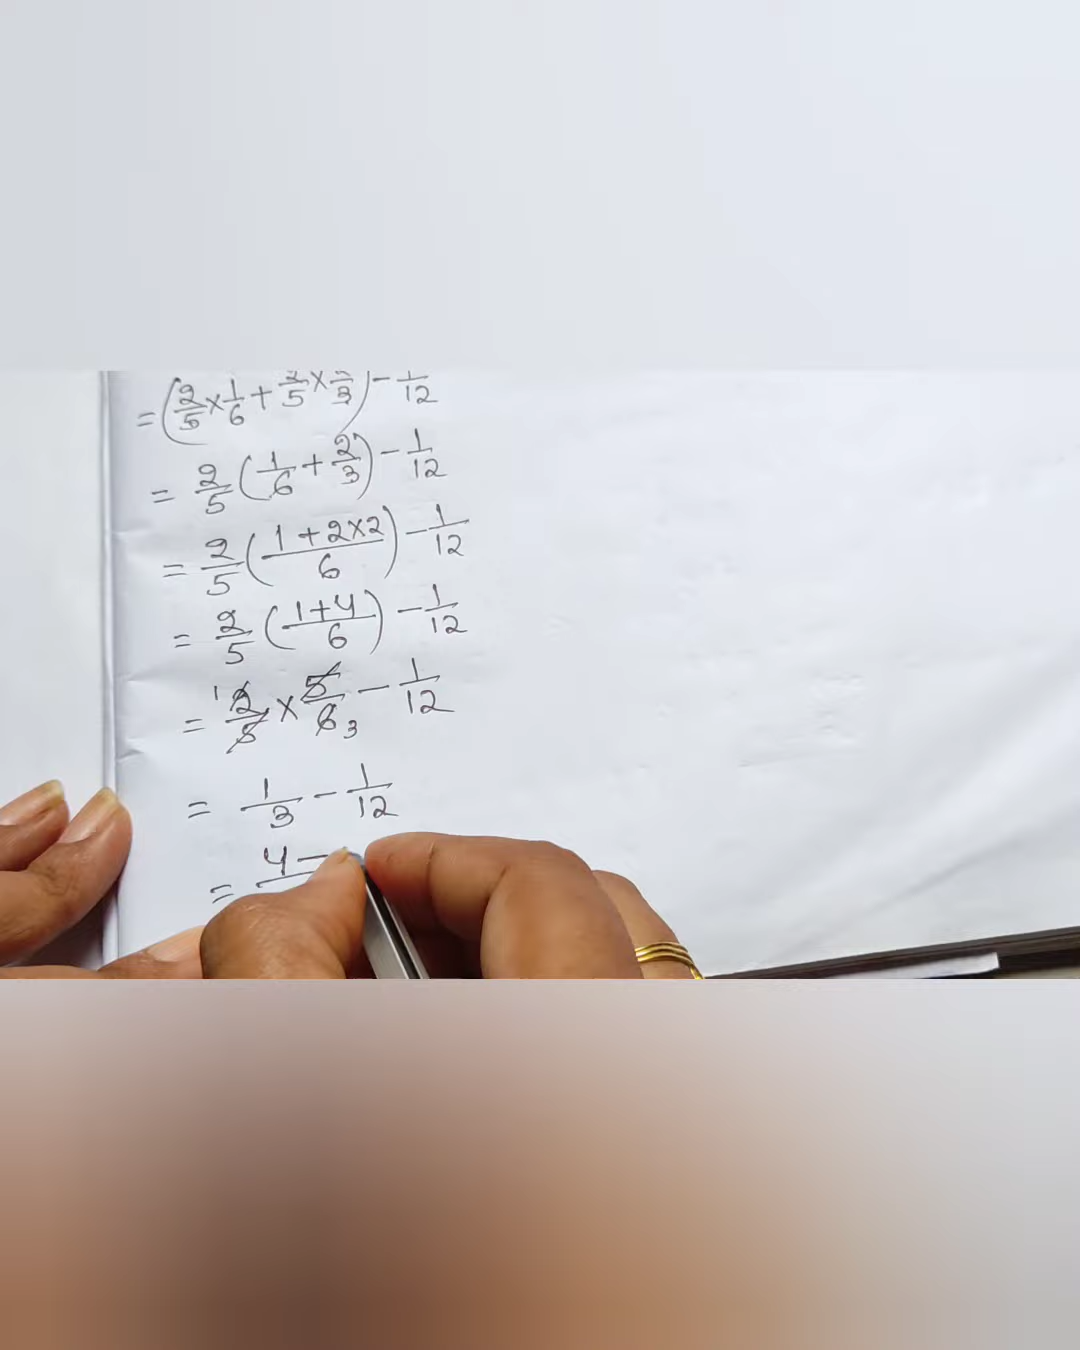 = (2/5 × 1/6 + 2/5 × 2/3) - 1/12
= 2/5 (1/6 + 2/3) - 1/12
= 2/5 ((1 + 2×2)/6) - 1/12
= 2/5 ((1+4)/6) - 1/12
= ¹2/5 × 5/6₃ - 1/12
= 1/3 - 1/12
= 4 -